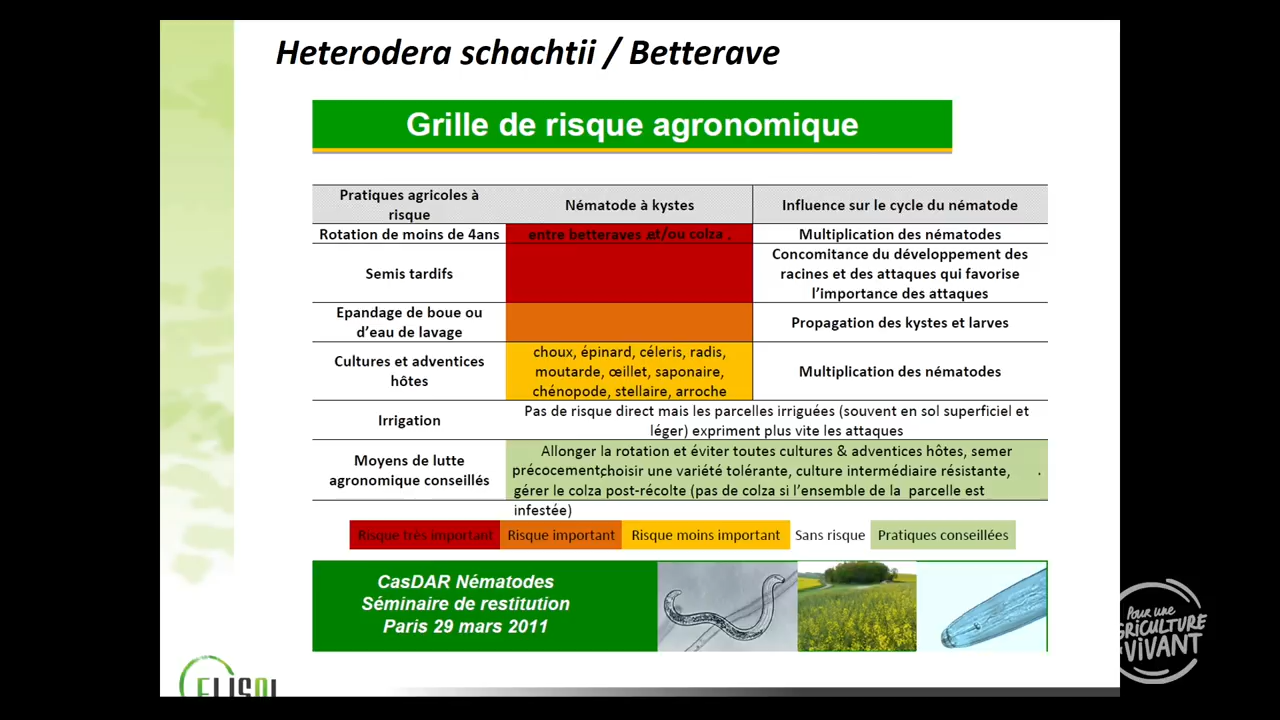 Heterodera schachtii / Betterave
Grille de risque agronomique
Pratiques agricoles à
risque
Nématode à kystes
Influence sur le cycle du nématode
Rotation de moins de 4ans
entre betteraves et/ou colza .
Multiplication des nématodes
Semis tardifs
Concomitance du développement des
racines et des attaques qui favorise
l’importance des attaques
Epandage de boue ou
d’eau de lavage
Propagation des kystes et larves
Cultures et adventices
hôtes
choux, épinard, céleris, radis,
moutarde, œillet, saponaire,
chénopode, stellaire, arroche
Multiplication des nématodes
Irrigation
Pas de risque direct mais les parcelles irriguées (souvent en sol superficiel et
léger) expriment plus vite les attaques
Moyens de lutte
agronomique conseillés
Allonger la rotation et éviter toutes cultures & adventices hôtes, semer
précocement,choisir une variété tolérante, culture intermédiaire résistante, .
gérer le colza post-récolte (pas de colza si l’ensemble de la parcelle est
infestée)
Risque très important
Risque important
Risque moins important
Sans risque
Pratiques conseillées
CasDAR Nématodes
Séminaire de restitution
Paris 29 mars 2011
ELISOL
Pour une
AGRICULTURE
VIVANT